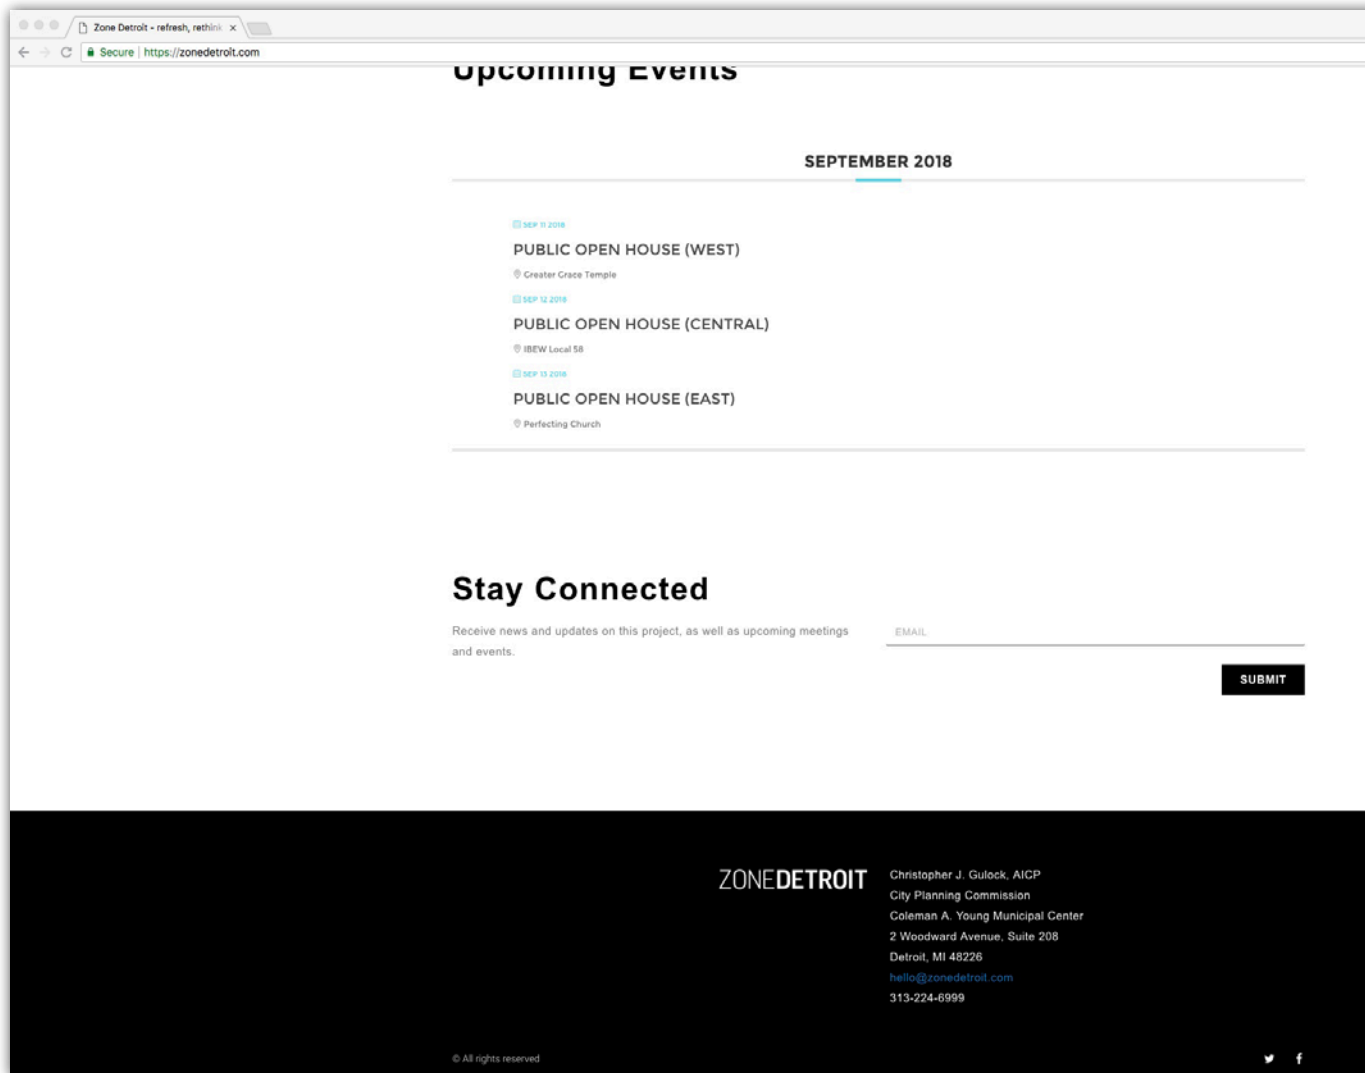 Zone Detroit - refresh, rethink
Secure | https://zonedetroit.com
Upcoming Events
SEPTEMBER 2018
SEP 11 2018
PUBLIC OPEN HOUSE (WEST)
Greater Grace Temple
SEP 12 2018
PUBLIC OPEN HOUSE (CENTRAL)
IBEW Local 58
SEP 13 2018
PUBLIC OPEN HOUSE (EAST)
Perfecting Church
Stay Connected
Receive news and updates on this project, as well as upcoming meetings
and events.
EMAIL
SUBMIT
ZONEDETROIT
Christopher J. Gulock, AICP
City Planning Commission
Coleman A. Young Municipal Center
2 Woodward Avenue, Suite 208
Detroit, MI 48226
hello@zonedetroit.com
313-224-6999
© All rights reserved